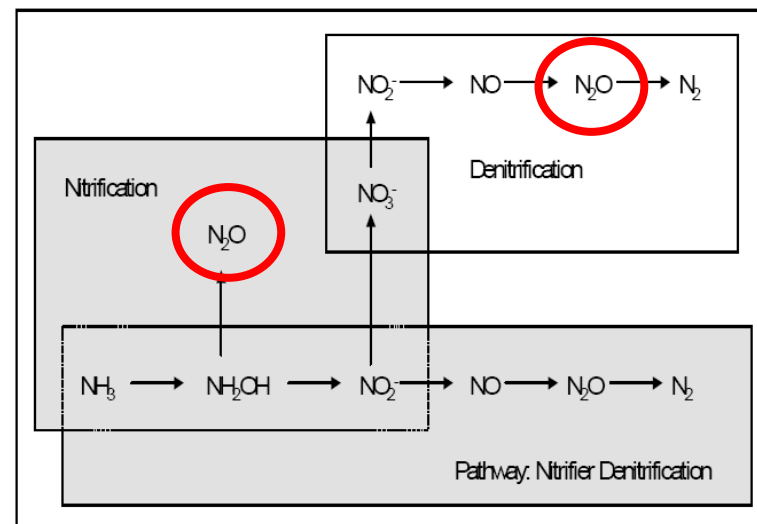 NO₂⁻ → NO → N₂O → N₂
Denitrification
Nitrification
NO₃⁻
N₂O
NH₃ → NH₂OH → NO₂⁻ → NO → N₂O → N₂
Pathway: Nitrifier Denitrification